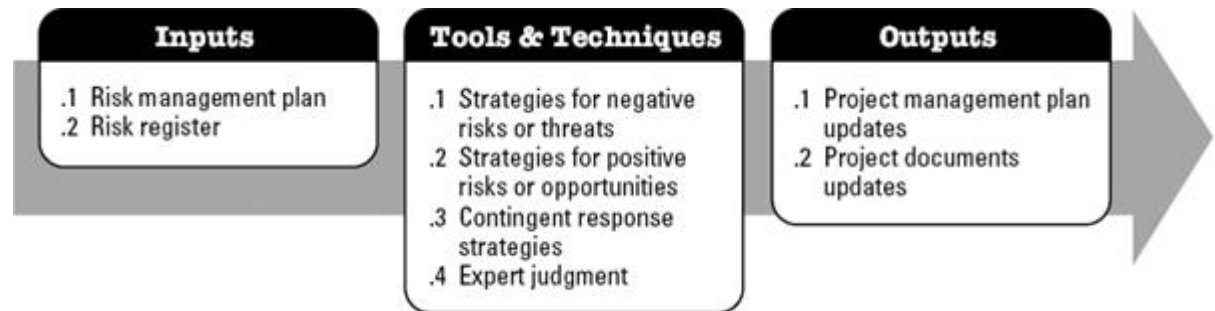 Inputs
.1 Risk management plan
.2 Risk register
Tools & Techniques
.1 Strategies for negative
risks or threats
.2 Strategies for positive
risks or opportunities
.3 Contingent response
strategies
.4 Expert judgment
Outputs
.1 Project management plan
updates
.2 Project documents
updates